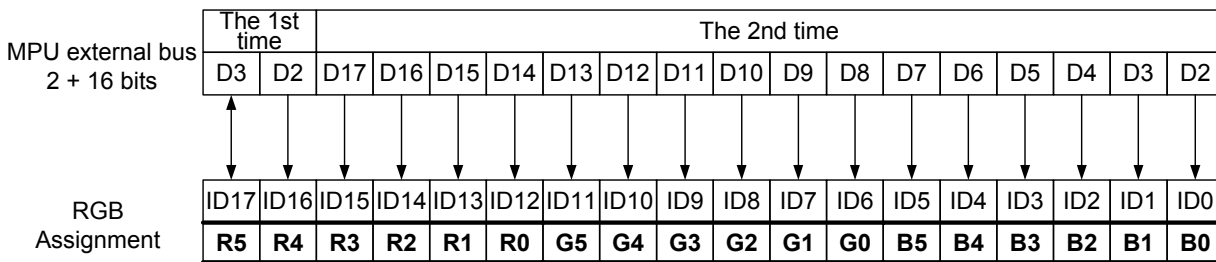 The 1st time The 2nd time
MPU external bus 2 + 16 bits
D3 D2 D17 D16 D15 D14 D13 D12 D11 D10 D9 D8 D7 D6 D5 D4 D3 D2
ID17 ID16 ID15 ID14 ID13 ID12 ID11 ID10 ID9 ID8 ID7 ID6 ID5 ID4 ID3 ID2 ID1 ID0
RGB Assignment
R5 R4 R3 R2 R1 R0 G5 G4 G3 G2 G1 G0 B5 B4 B3 B2 B1 B0